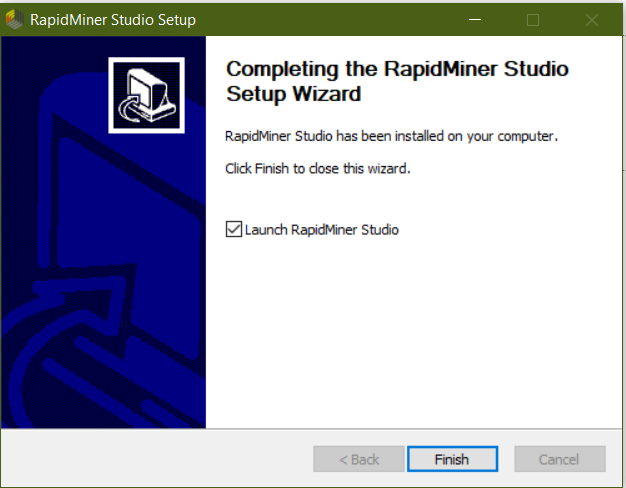 RapidMiner Studio Setup
Completing the RapidMiner Studio
Setup Wizard
RapidMiner Studio has been installed on your computer.
Click Finish to close this wizard.
Launch RapidMiner Studio
< Back
Finish
Cancel